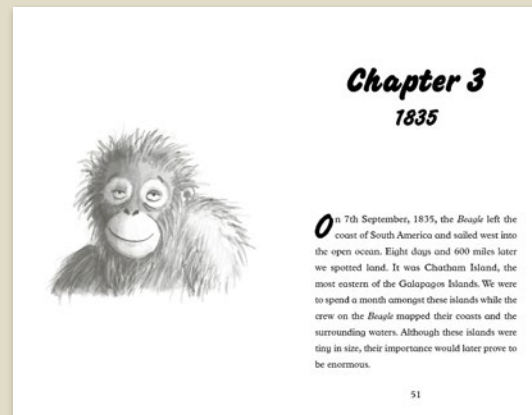 Chapter 3
1835
On 7th September, 1835, the Beagle left the
coast of South America and sailed west into
the open ocean. Eight days and 600 miles later
we spotted land. It was Chatham Island, the
most eastern of the Galapagos Islands. We were
to spend a month amongst these islands while the
crew on the Beagle mapped their coasts and the
surrounding waters. Although these islands were
tiny in size, their importance would later prove to
be enormous.
51